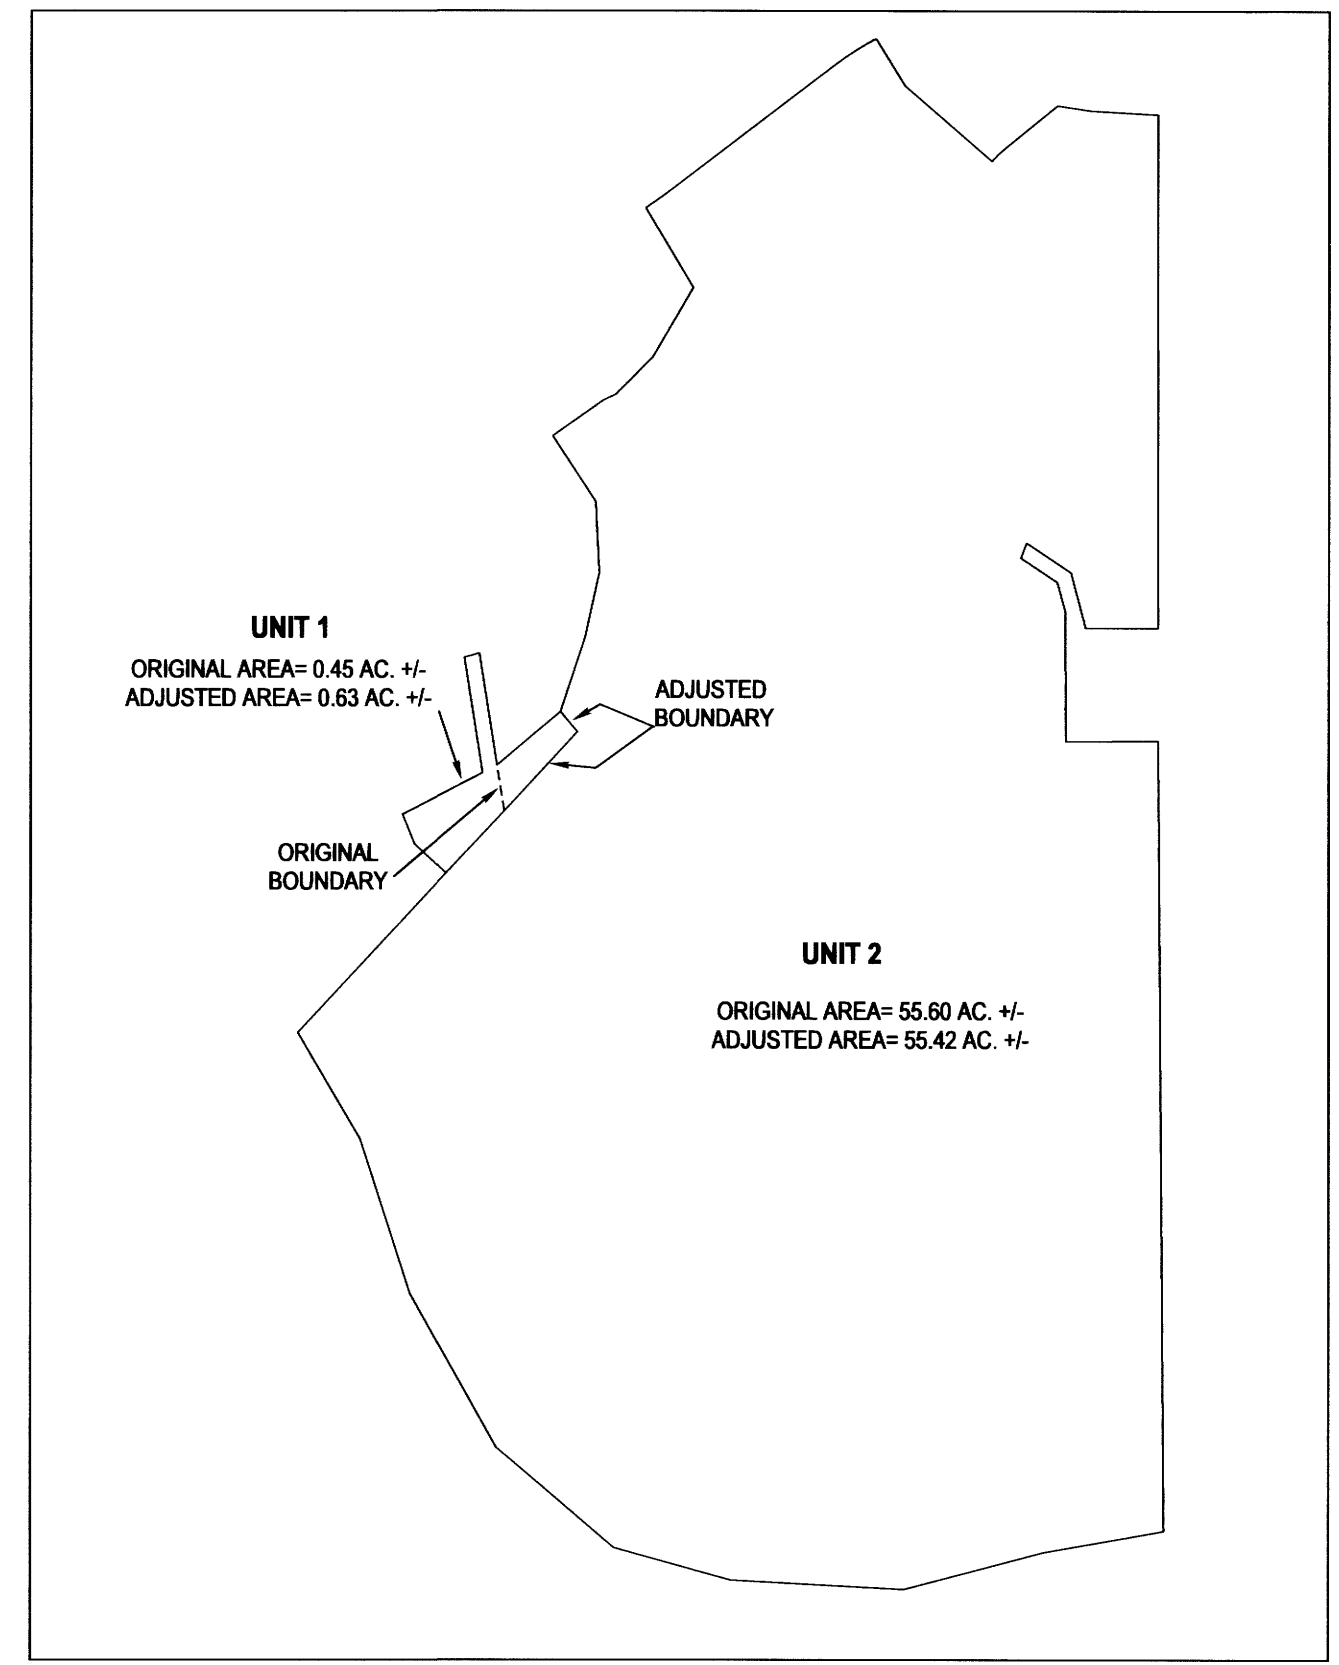 UNIT 1
ORIGINAL AREA= 0.45 AC. +/-
ADJUSTED AREA= 0.63 AC. +/-
ADJUSTED
BOUNDARY
ORIGINAL
BOUNDARY
UNIT 2
ORIGINAL AREA= 55.60 AC. +/-
ADJUSTED AREA= 55.42 AC. +/-